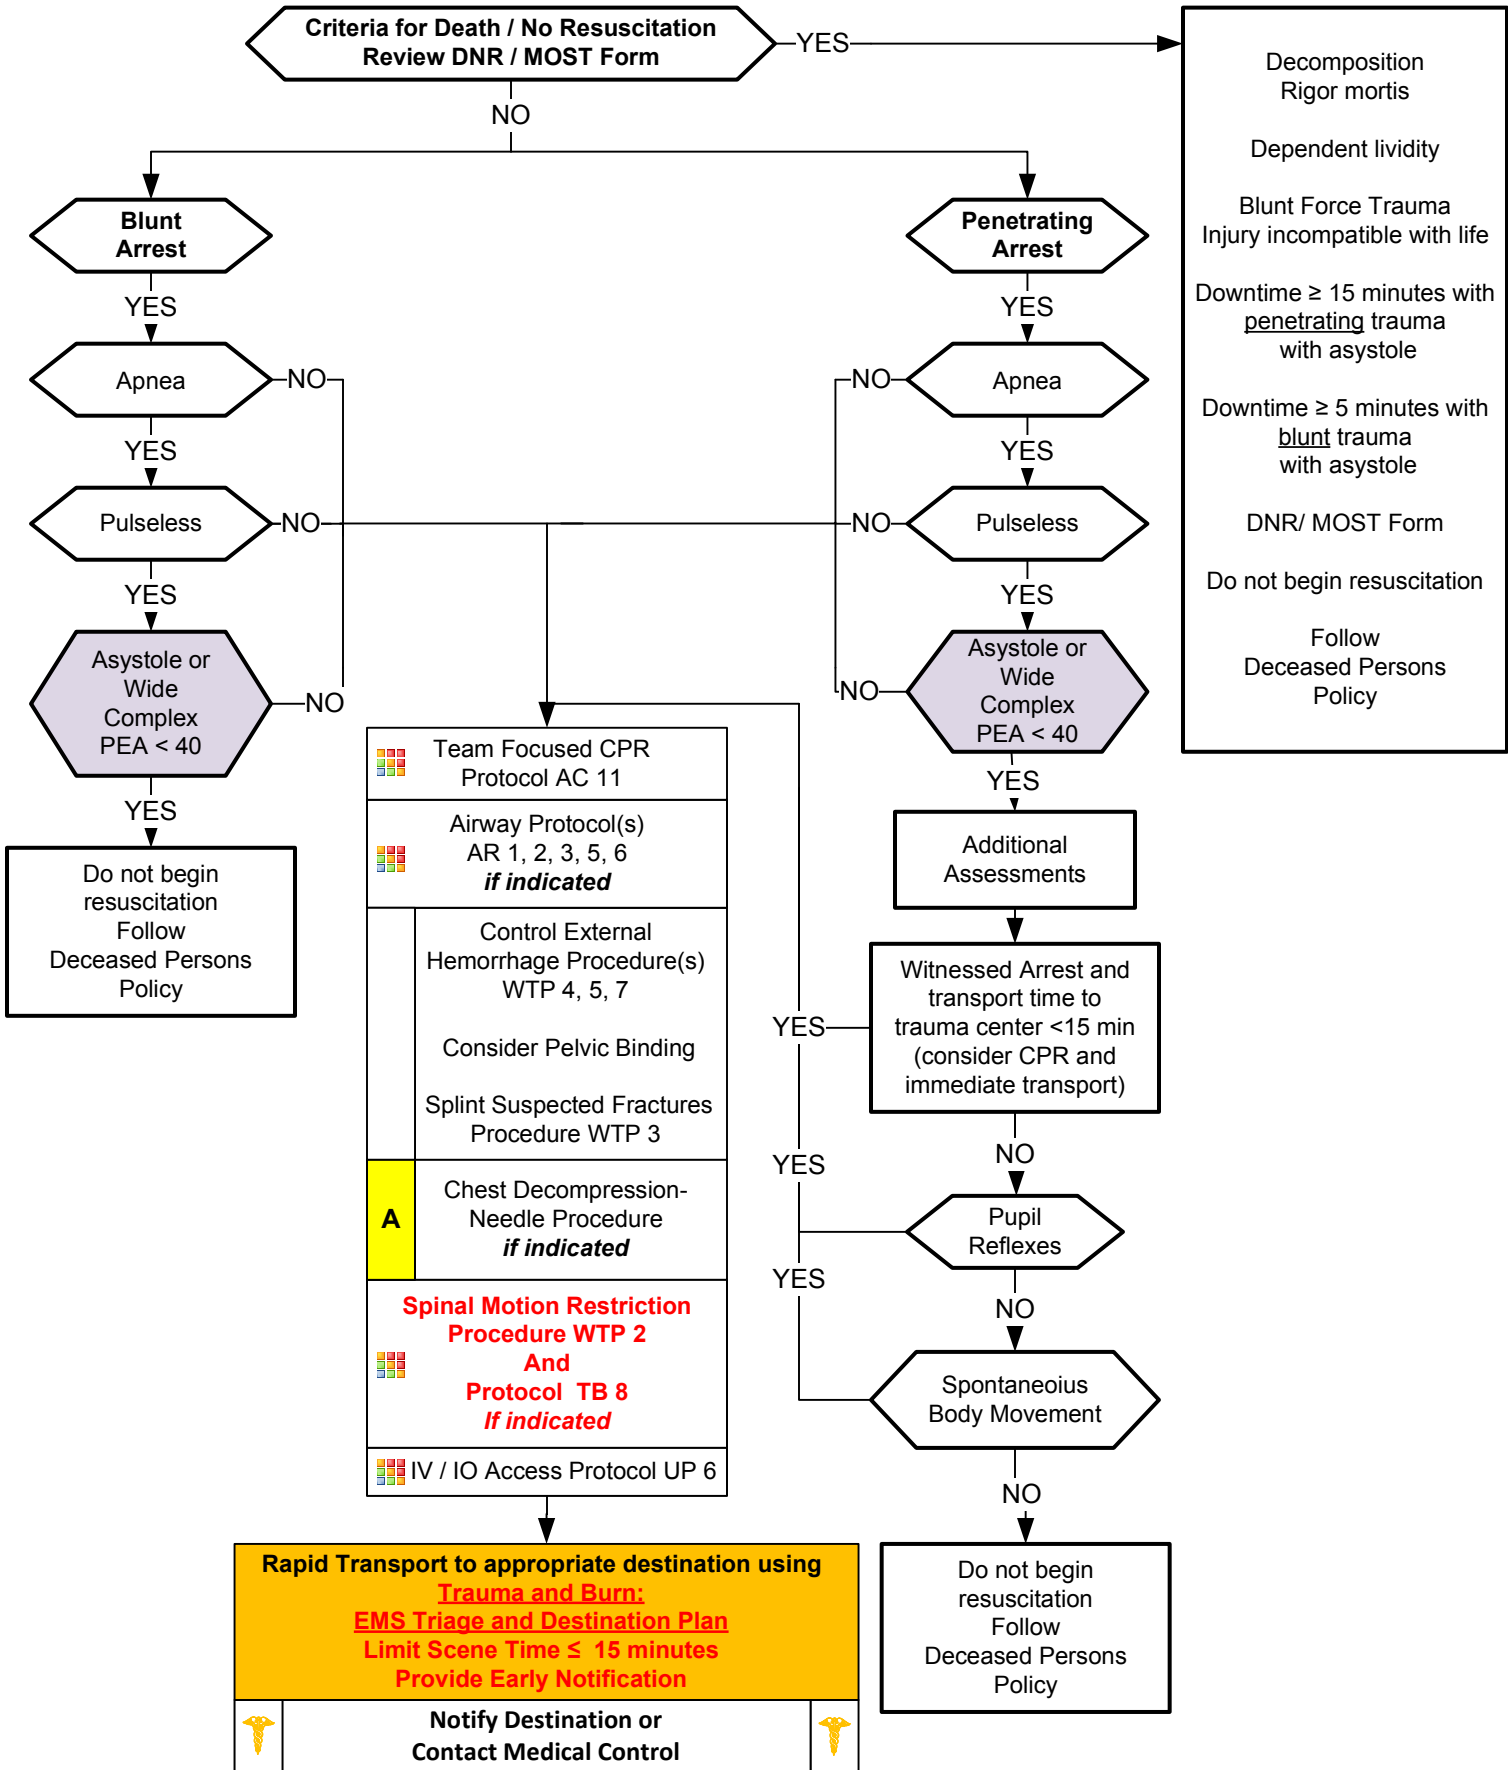 Criteria for Death / No Resuscitation
Review DNR / MOST Form
YES
NO
Decomposition
Rigor mortis
Dependent lividity
Blunt Force Trauma
Injury incompatible with life
Downtime ≥ 15 minutes with
penetrating trauma
with asystole
Downtime ≥ 5 minutes with
blunt trauma
with asystole
DNR/ MOST Form
Do not begin resuscitation
Follow
Deceased Persons
Policy
Blunt
Arrest
YES
Apnea
NO
YES
Pulseless
NO
YES
Asystole or
Wide
Complex
PEA < 40
NO
YES
Do not begin
resuscitation
Follow
Deceased Persons
Policy
Penetrating
Arrest
YES
Apnea
NO
YES
Pulseless
NO
YES
Asystole or
Wide
Complex
PEA < 40
NO
YES
Additional
Assessments
Witnessed Arrest and
transport time to
trauma center <15 min
(consider CPR and
immediate transport)
YES
NO
Pupil
Reflexes
YES
NO
Spontaneoius
Body Movement
YES
NO
Do not begin
resuscitation
Follow
Deceased Persons
Policy
Team Focused CPR
Protocol AC 11
Airway Protocol(s)
AR 1, 2, 3, 5, 6
if indicated
Control External
Hemorrhage Procedure(s)
WTP 4, 5, 7
Consider Pelvic Binding
Splint Suspected Fractures
Procedure WTP 3
A
Chest Decompression-
Needle Procedure
if indicated
Spinal Motion Restriction
Procedure WTP 2
And
Protocol TB 8
If indicated
IV / IO Access Protocol UP 6
Rapid Transport to appropriate destination using
Trauma and Burn:
EMS Triage and Destination Plan
Limit Scene Time ≤ 15 minutes
Provide Early Notification
Notify Destination or
Contact Medical Control